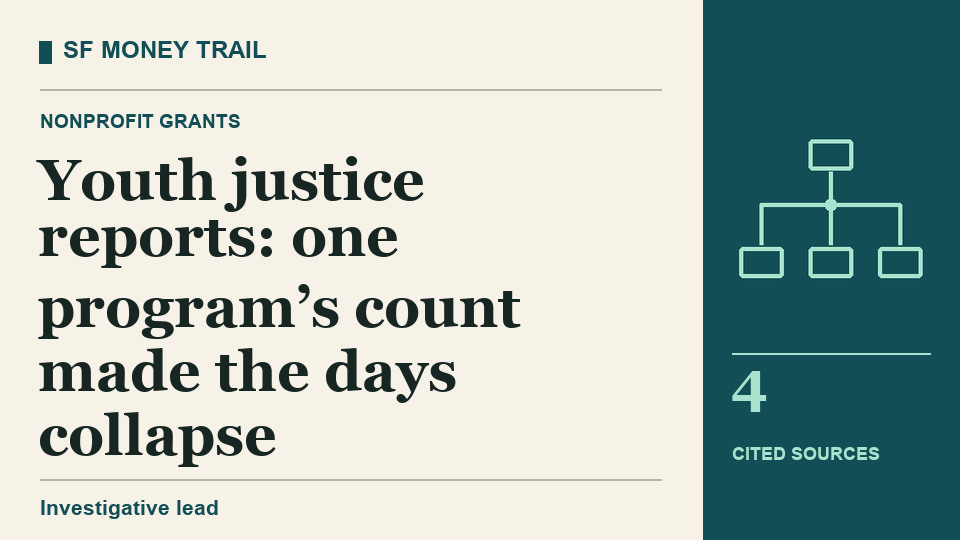 SF MONEY TRAIL
NONPROFIT GRANTS
Youth justice
reports: one
program’s count
made the days
collapse
Investigative lead
4
CITED SOURCES